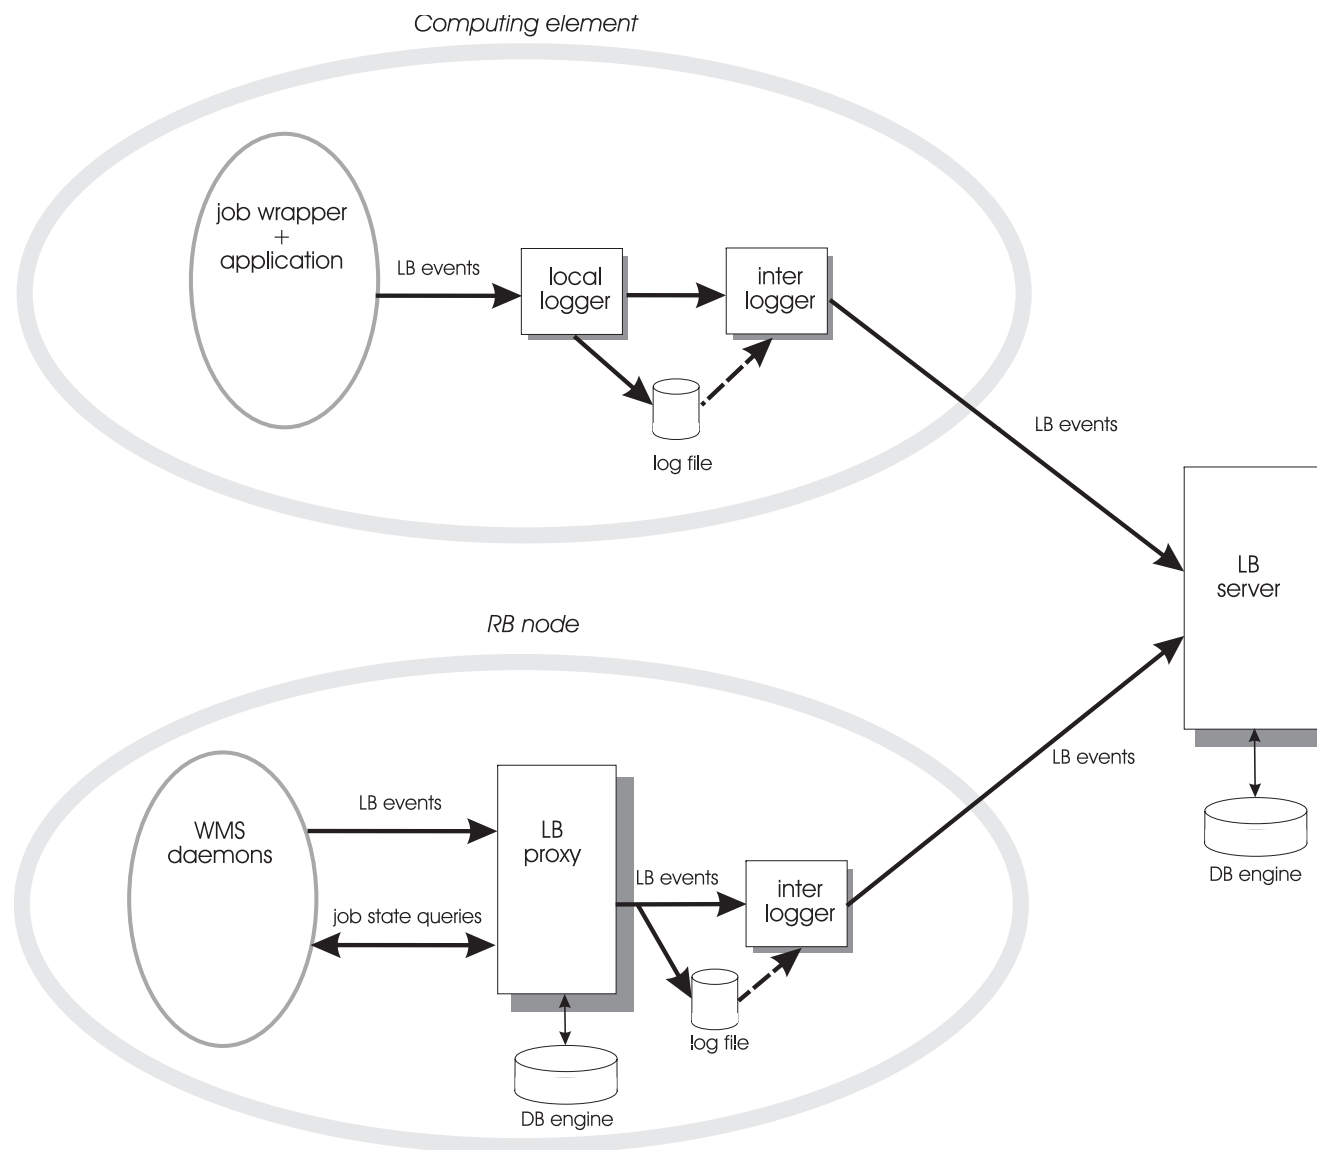 Computing element
job wrapper
+
application
LB events
local
logger
inter
logger
log file
LB events
LB
server
RB node
LB events
DB engine
WMS
daemons
LB events
job state queries
LB
proxy
LB events
inter
logger
log file
DB engine